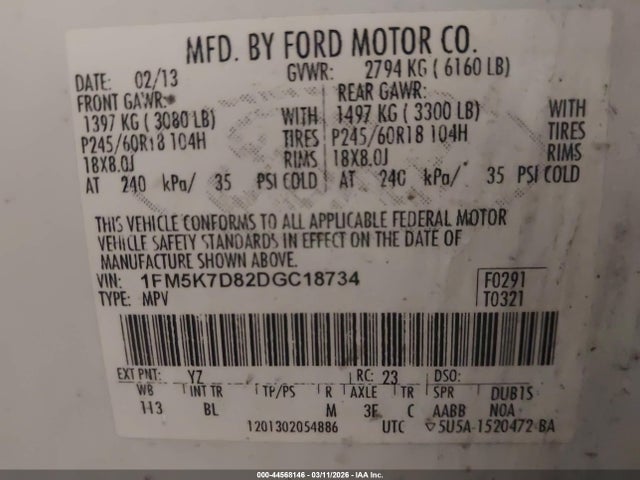 MFD. BY FORD MOTOR CO.
DATE: 02/13 GVWR: 2794 KG ( 6160 LB)
FRONT GAWR: REAR GAWR:
1397 KG ( 3080 LB) WITH 1497 KG ( 3300 LB) WITH
P245/60R18 104H TIRES P245/60R18 104H TIRES
18X8.0J RIMS 18X8.0J RIMS
AT 240 kPa/ 35 PSI COLD AT 240 kPa/ 35 PSI COLD
THIS VEHICLE CONFORMS TO ALL APPLICABLE FEDERAL MOTOR
VEHICLE SAFETY STANDARDS IN EFFECT ON THE DATE OF
MANUFACTURE SHOWN ABOVE.
VIN: 1FM5K7D82DGC18734 F0291
TYPE: MPV T0321
EXT PNT: YZ RC: 23 DSO:
WB INT TR TP/PS R AXLE TR SPR DUB1S
113 BL M 3E C AABB N0A
1201302054886 UTC 5U5A-1520472-BA
000-44568146 - 03/11/2026 - IAA Inc.